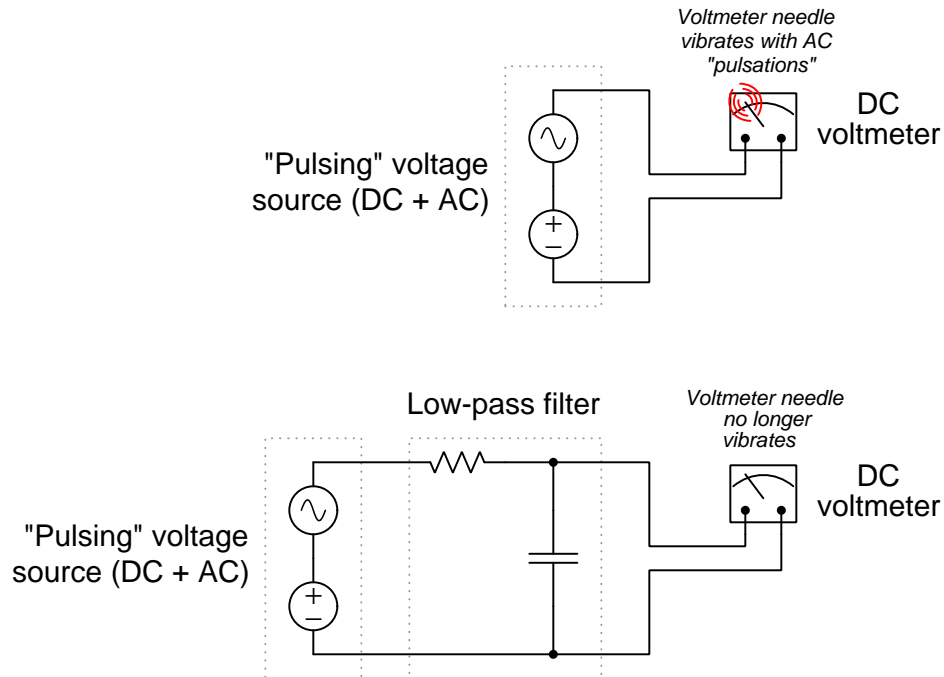 Voltmeter needle
vibrates with AC
"pulsations"
DC
voltmeter
"Pulsing" voltage
source (DC + AC)
+
−
Low-pass filter
Voltmeter needle
no longer
vibrates
DC
voltmeter
"Pulsing" voltage
source (DC + AC)
+
−